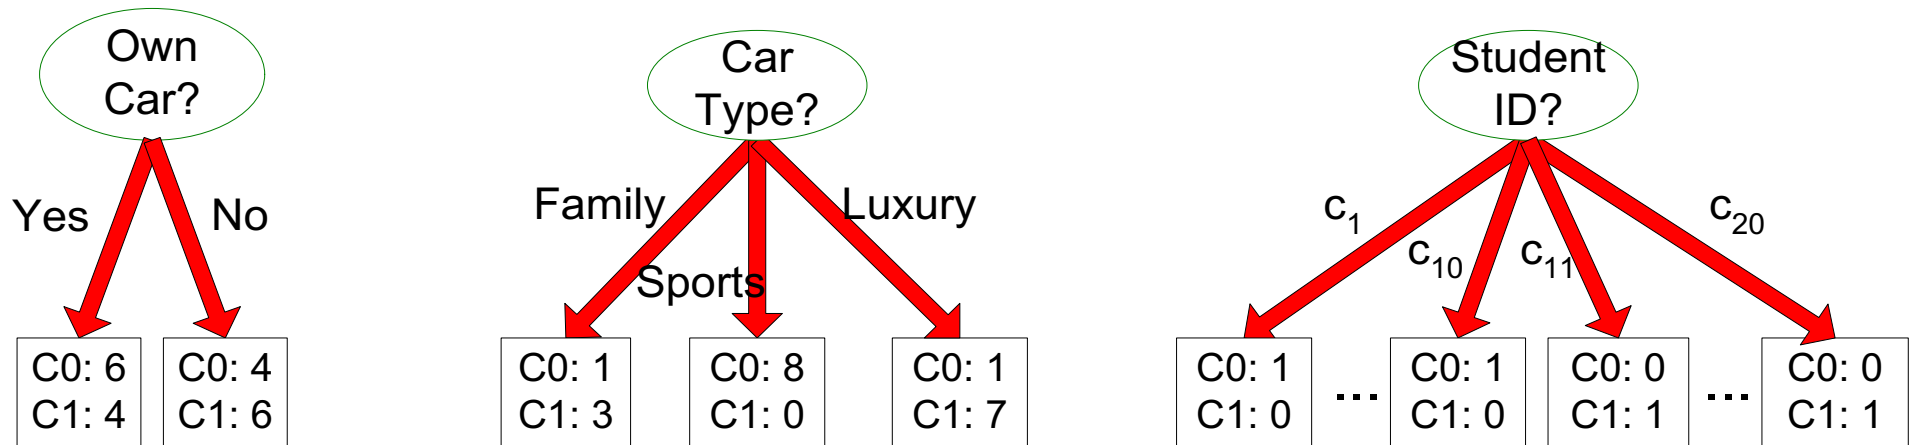 Own
Car?
Yes
No
C0: 6
C1: 4
C0: 4
C1: 6
Car
Type?
Family
Sports
Luxury
C0: 1
C1: 3
C0: 8
C1: 0
C0: 1
C1: 7
Student
ID?
c1
c10
c11
c20
C0: 1
C1: 0
...
C0: 1
C1: 0
C0: 0
C1: 1
...
C0: 0
C1: 1